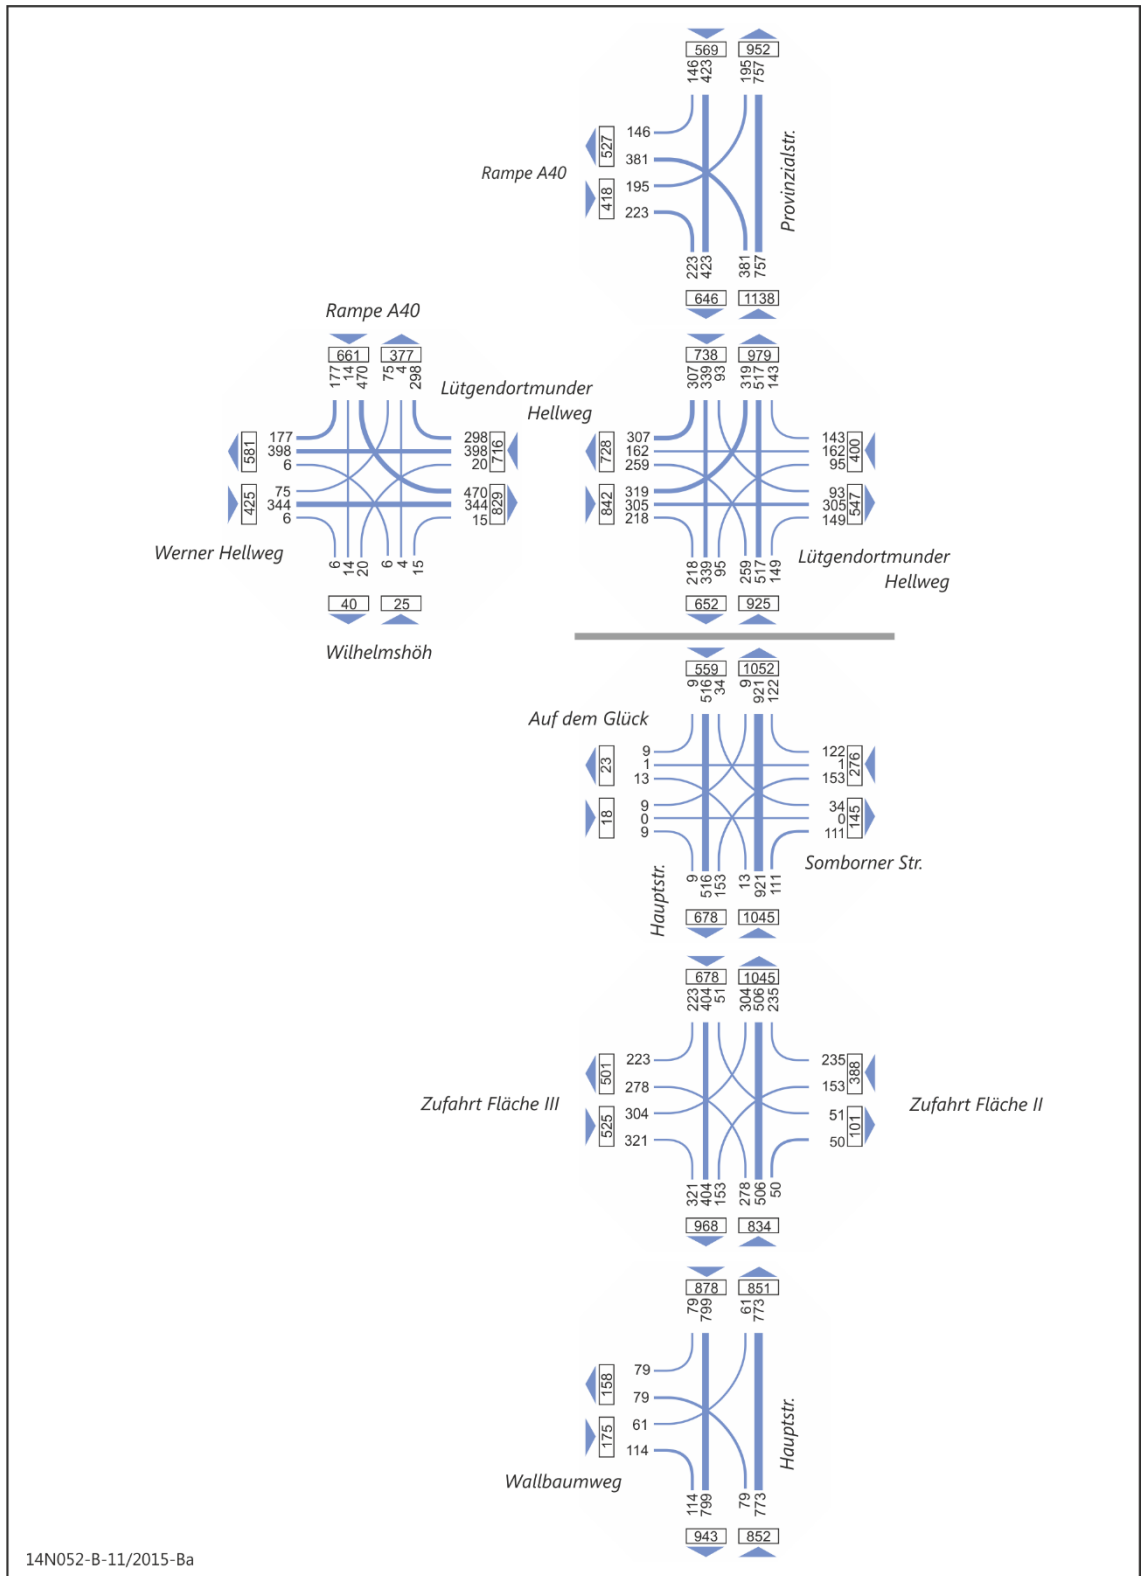 569 952
146 423 195 757
146
527
381
Rampe A40
195
418
223
Provinzialstr.
223 423 381 757
646 1138
Rampe A40
661 377
177 14 470 75 4 298
Lütgendortmunder
Hellweg
177 298
398 398
6 20
581 716
75 470
344 344
6 15
425 829
Werner Hellweg
6 14 20 6 4 15
40 25
Wilhelmshöh
738 979
307 339 93 319 517 143
307 143
162 162
259 95
728 400
319 93
305 305
218 149
842 547
Lütgendortmunder
Hellweg
218 339 95 259 517 149
652 925
559 1052
9 516 34 9 921 122
Auf dem Glück
9 122
1 1
13 153
23 276
9 34
0 0
9 111
18 145
Somborner Str.
Hauptstr.
9 516 153 13 921 111
678 1045
678 1045
223 404 51 304 506 235
223 235
501 388
278 153
Zufahrt Fläche III Zufahrt Fläche II
304 51
525 101
321 50
321 404 153 278 506 50
968 834
878 851
79 799 61 773
79
158
79
61
175
114
Hauptstr.
Wallbaumweg
114 799 79 773
943 852
14N052-B-11/2015-Ba